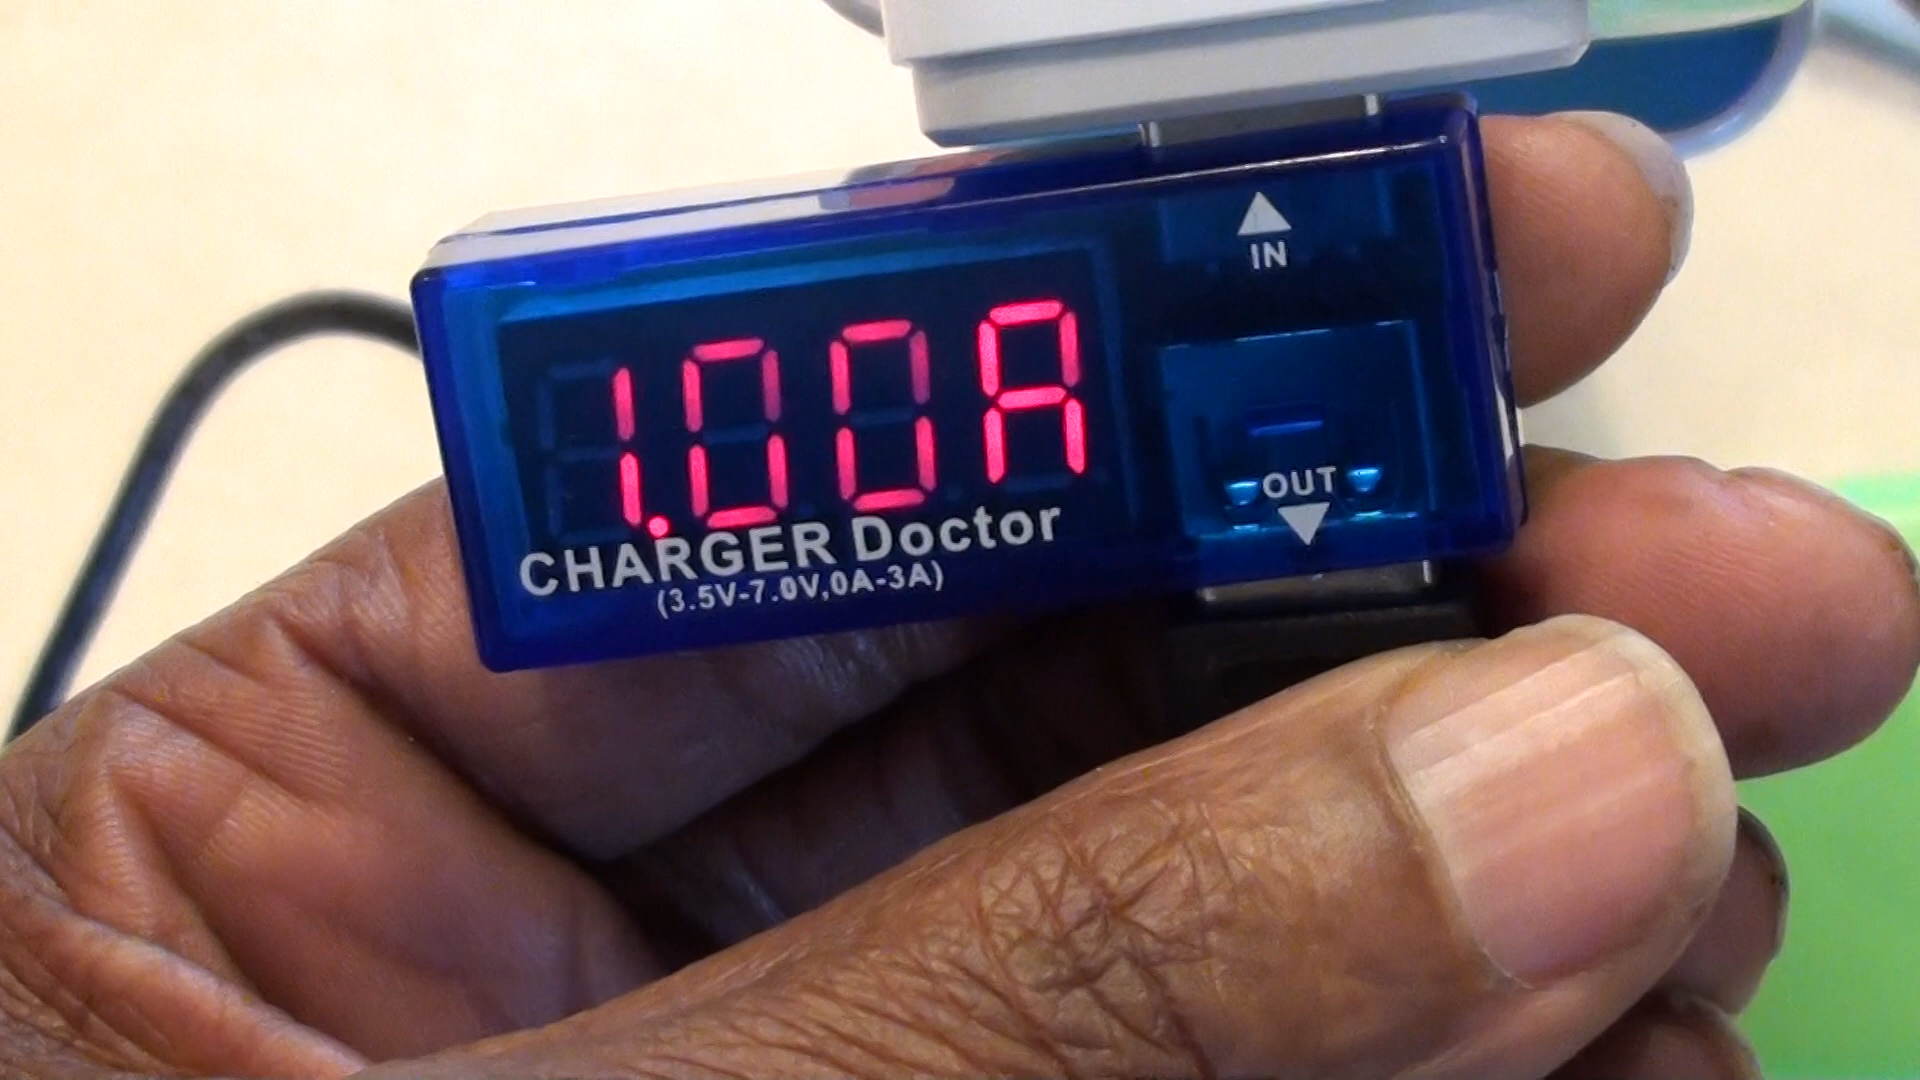 IN
1.00A
OUT
CHARGER Doctor
(3.5V-7.0V,0A-3A)